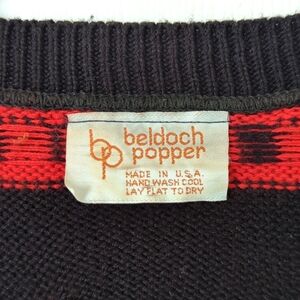 bp
beldoch
popper
MADE IN U.S.A.
HAND WASH COOL
LAY FLAT TO DRY